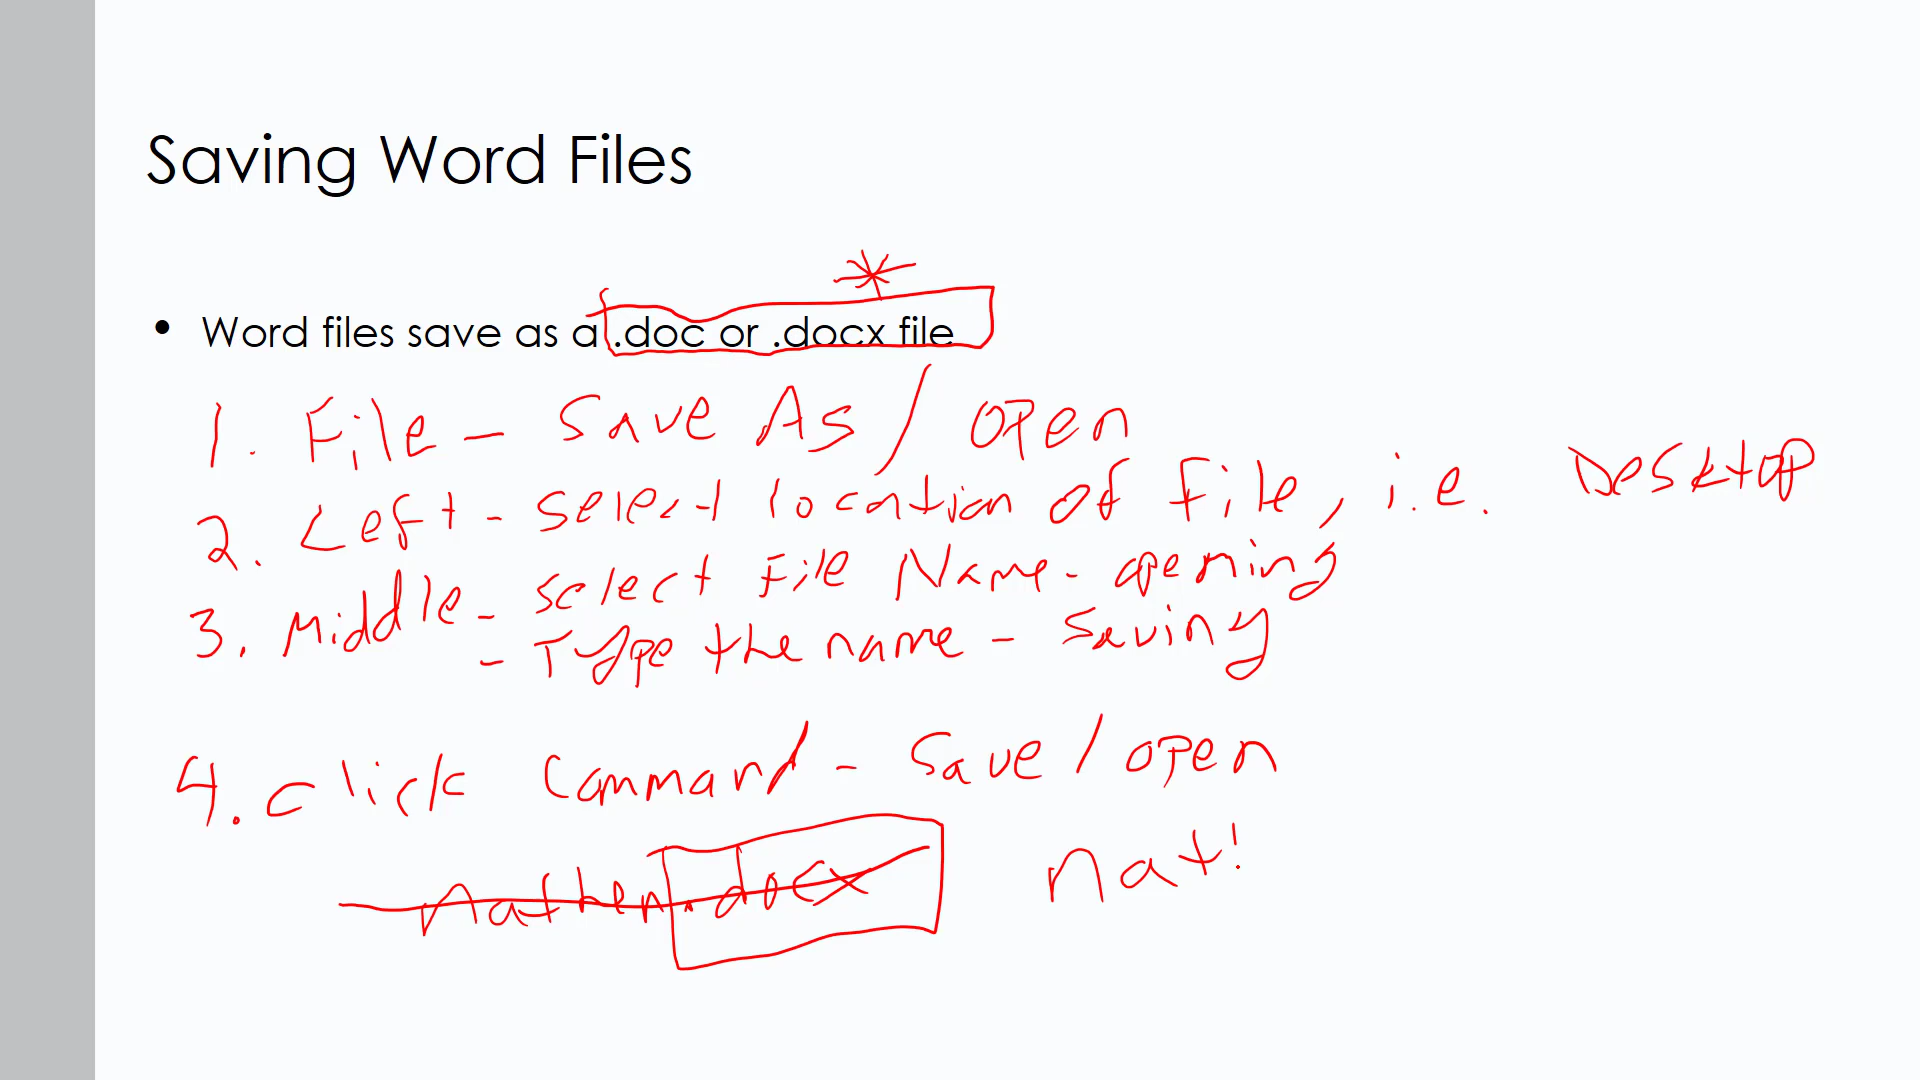 Saving Word Files
• Word files save as a .doc or .docx file
1. File - Save As / open
2. Left - select location of file, i.e. Desktop
3. Middle - select File Name - opening
- Type the name - saving
4. click command - Save / open
nathen.docx nat